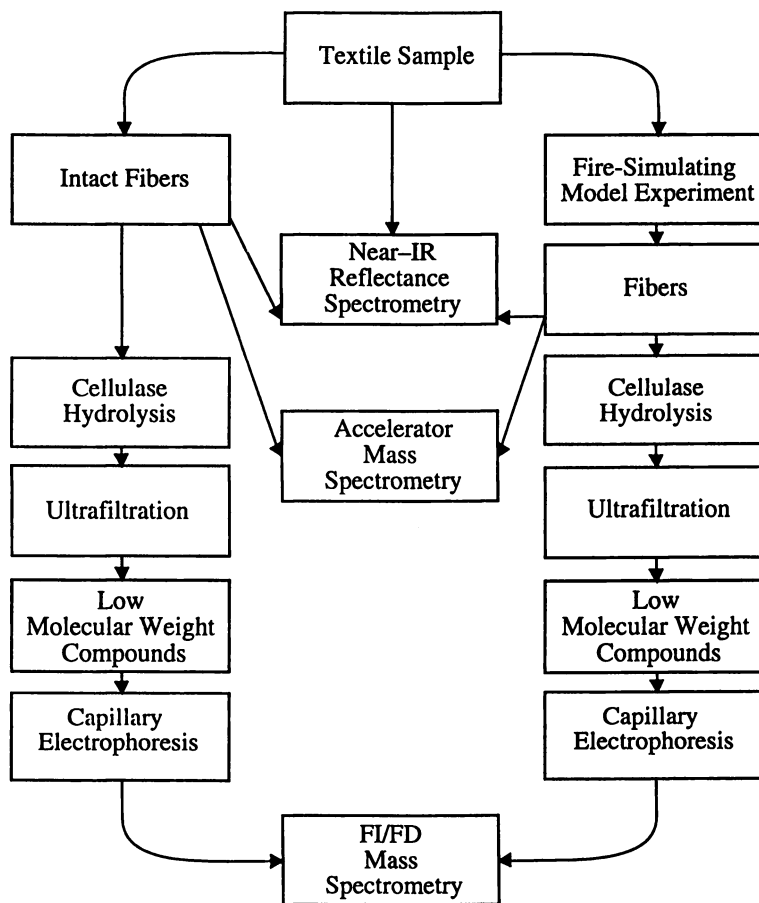 Textile Sample
Intact Fibers
Fire-Simulating
Model Experiment
Near–IR
Reflectance
Spectrometry
Fibers
Cellulase
Hydrolysis
Cellulase
Hydrolysis
Accelerator
Mass
Spectrometry
Ultrafiltration
Ultrafiltration
Low
Molecular Weight
Compounds
Low
Molecular Weight
Compounds
Capillary
Electrophoresis
Capillary
Electrophoresis
FI/FD
Mass
Spectrometry